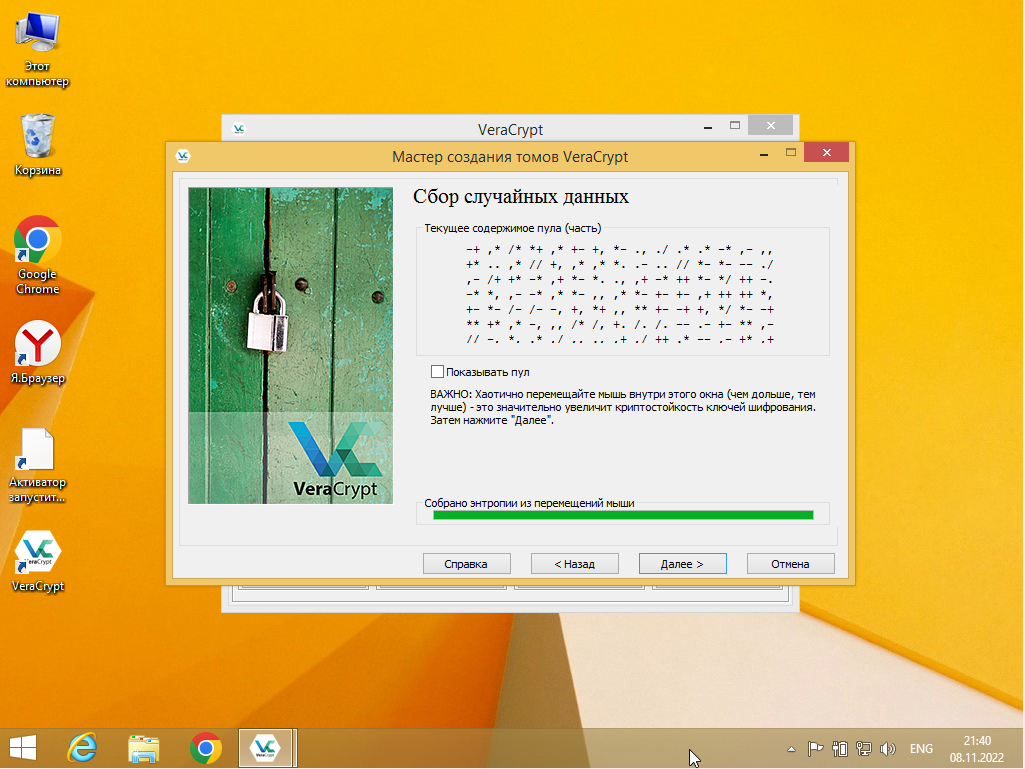 Этот
компьютер
Корзина
Google
Chrome
Я.Браузер
Активатор
запустит...
VeraCrypt
VeraCrypt
Мастер создания томов VeraCrypt
Сбор случайных данных
Текущее содержимое пула (часть)
-+ ,* /* *+ ,* +- +, *- ., ./ .* .* -* ,- ,,
+* .. ,* // +, ,* ,* *. .- .. // *- *- -- ./
,- /+ +* -* ,+ *- *. ., ,+ -* ++ *- */ ++ -.
-* *, ,- -* ,* *- ,, ,* *- +- +- ,+ ++ ++ *,
+- *- /- /- -, +, *+ ,, ** +- -+ +, */ *- -+
** +* ,* -, ,, /* /, +. /. /. -- .- +- ** ,-
// -. *. .* ./ .. .. .+ ./ ++ .* -- .- +* .+
Показывать пул
ВАЖНО: Хаотично перемещайте мышь внутри этого окна (чем дольше, тем
лучше) - это значительно увеличит криптостойкость ключей шифрования.
Затем нажмите "Далее".
Собрано энтропии из перемещений мыши
VeraCrypt
Справка
< Назад
Далее >
Отмена
ENG
21:40
08.11.2022